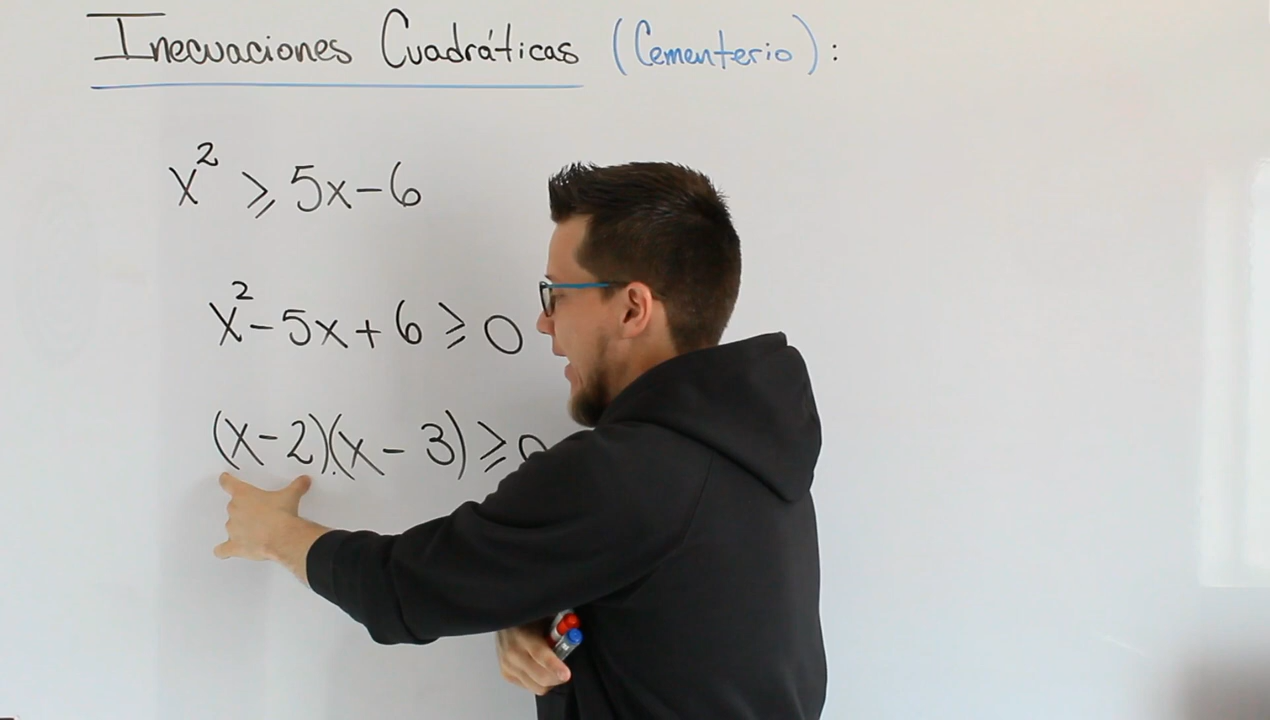 Inecuaciones Cuadráticas (Cementerio):
x² ⩾ 5x-6
x²-5x+6 ⩾ 0
(x-2)(x-3) ⩾ 0